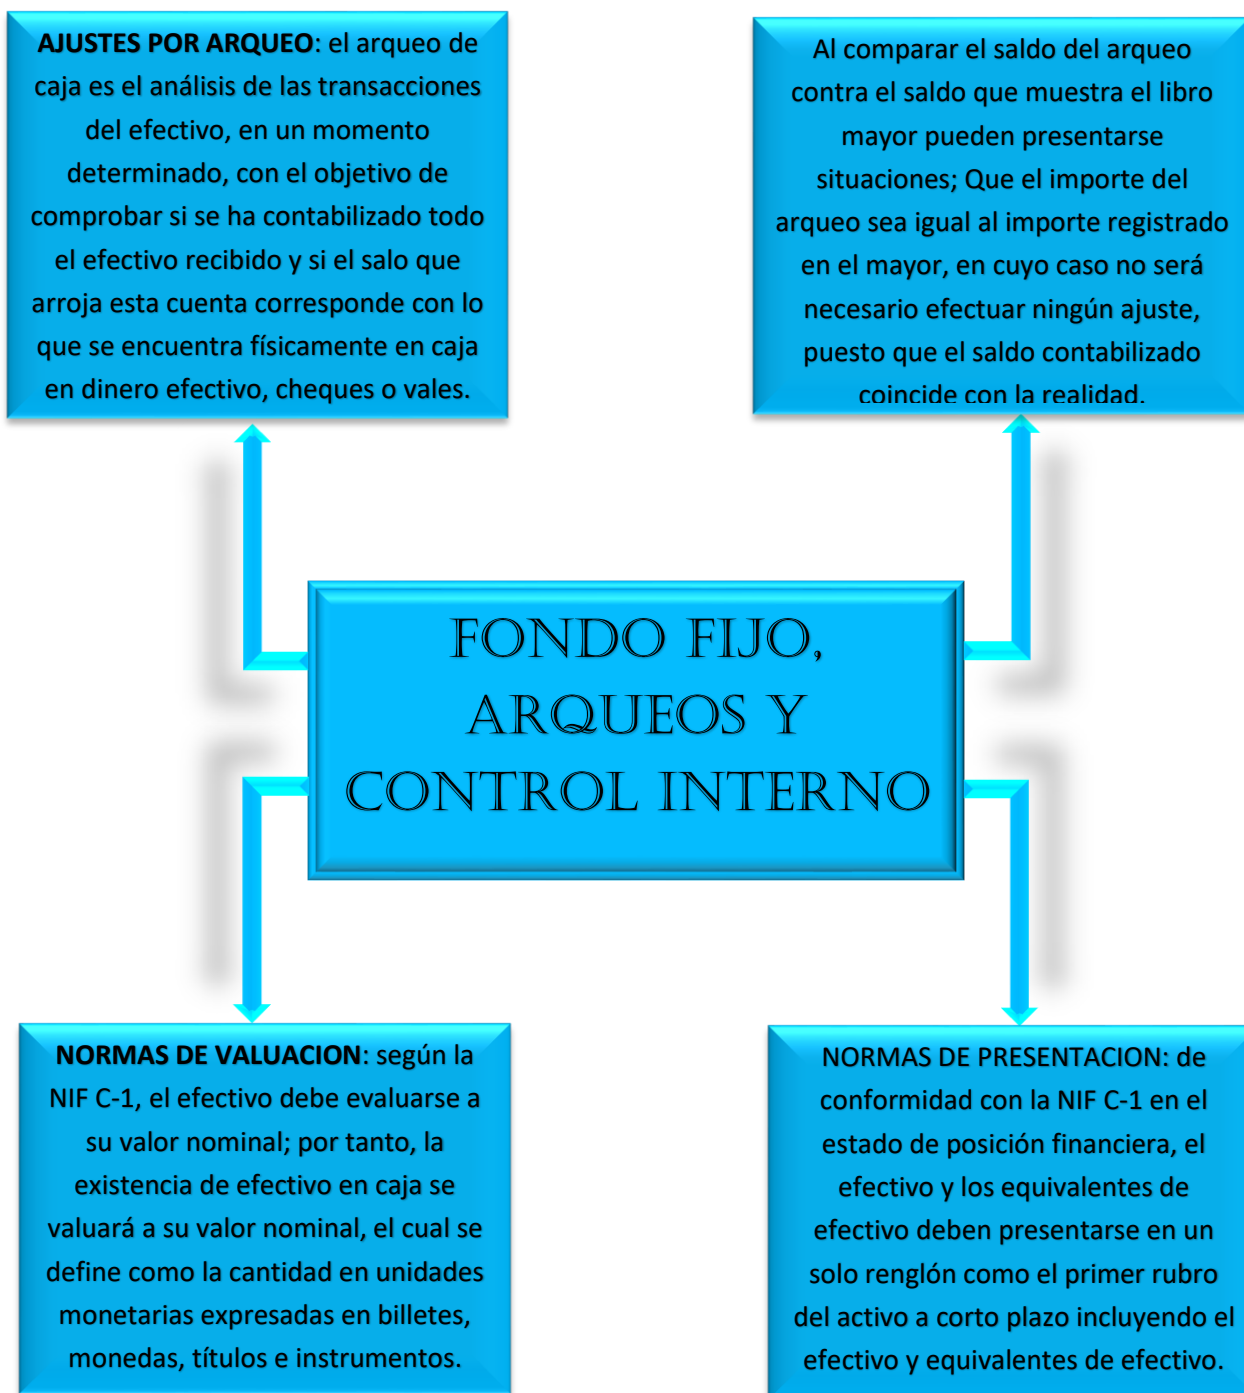 AJUSTES POR ARQUEO: el arqueo de
caja es el análisis de las transacciones
del efectivo, en un momento
determinado, con el objetivo de
comprobar si se ha contabilizado todo
el efectivo recibido y si el salo que
arroja esta cuenta corresponde con lo
que se encuentra físicamente en caja
en dinero efectivo, cheques o vales.
Al comparar el saldo del arqueo
contra el saldo que muestra el libro
mayor pueden presentarse
situaciones; Que el importe del
arqueo sea igual al importe registrado
en el mayor, en cuyo caso no será
necesario efectuar ningún ajuste,
puesto que el saldo contabilizado
coincide con la realidad.
FONDO FIJO,
ARQUEOS Y
CONTROL INTERNO
NORMAS DE VALUACION: según la
NIF C-1, el efectivo debe evaluarse a
su valor nominal; por tanto, la
existencia de efectivo en caja se
valuará a su valor nominal, el cual se
define como la cantidad en unidades
monetarias expresadas en billetes,
monedas, títulos e instrumentos.
NORMAS DE PRESENTACION: de
conformidad con la NIF C-1 en el
estado de posición financiera, el
efectivo y los equivalentes de
efectivo deben presentarse en un
solo renglón como el primer rubro
del activo a corto plazo incluyendo el
efectivo y equivalentes de efectivo.